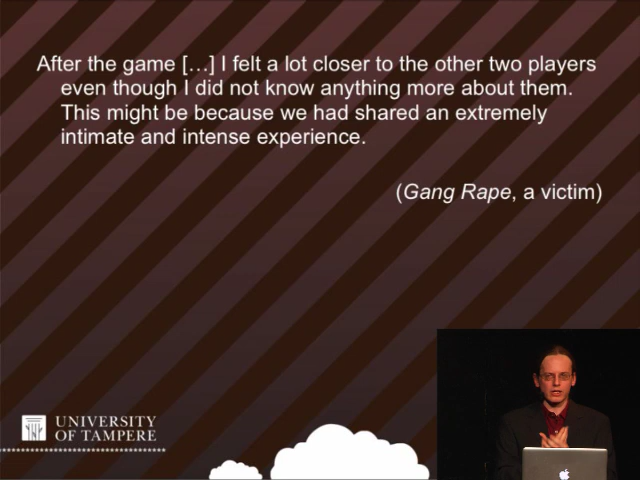 After the game […] I felt a lot closer to the other two players
even though I did not know anything more about them.
This might be because we had shared an extremely
intimate and intense experience.
(Gang Rape, a victim)
UNIVERSITY
OF TAMPERE